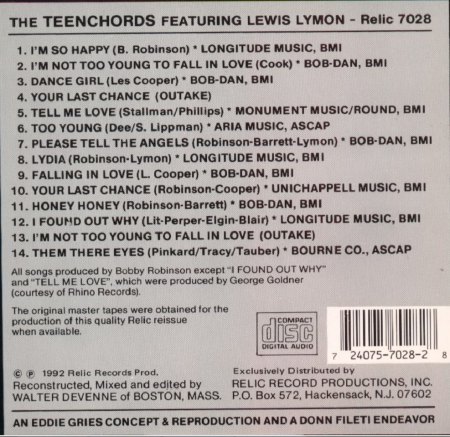 THE TEENCHORDS FEATURING LEWIS LYMON - Relic 7028
1. I'M SO HAPPY (B. Robinson) * LONGITUDE MUSIC, BMI
2. I'M NOT TOO YOUNG TO FALL IN LOVE (Cook) * BOB-DAN, BMI
3. DANCE GIRL (Les Cooper) * BOB-DAN, BMI
4. YOUR LAST CHANCE (OUTAKE)
5. TELL ME LOVE (Stallman/Phillips) * MONUMENT MUSIC/ROUND, BMI
6. TOO YOUNG (Dee/S. Lippman) * ARIA MUSIC, ASCAP
7. PLEASE TELL THE ANGELS (Robinson-Barrett-Lymon) * BOB-DAN, BMI
8. LYDIA (Robinson-Lymon) * LONGITUDE MUSIC, BMI
9. FALLING IN LOVE (L. Cooper) * BOB-DAN, BMI
10. YOUR LAST CHANCE (Robinson-Cooper) * UNICHAPPELL MUSIC, BMI
11. HONEY HONEY (Robinson-Barrett) * BOB-DAN, BMI
12. I FOUND OUT WHY (Lit-Perper-Elgin-Blair) * LONGITUDE MUSIC, BMI
13. I'M NOT TOO YOUNG TO FALL IN LOVE (OUTAKE)
14. THEM THERE EYES (Pinkard/Tracy/Tauber) * BOURNE CO., ASCAP
All songs produced by Bobby Robinson except "I FOUND OUT WHY"
and "TELL ME LOVE", which were produced by George Goldner
(courtesy of Rhino Records).
The original master tapes were obtained for the
production of this quality Relic reissue
when available.
COMPACT
disc
DIGITAL AUDIO
7 24075-7028-2 8
© ℗ 1992 Relic Records Prod.
Reconstructed, Mixed and edited by
WALTER DEVENNE of BOSTON, MASS.
Exclusively Distributed by
RELIC RECORD PRODUCTIONS, INC.
P.O. Box 572, Hackensack, N.J. 07602
AN EDDIE GRIES CONCEPT & REPRODUCTION AND A DONN FILETI ENDEAVOR